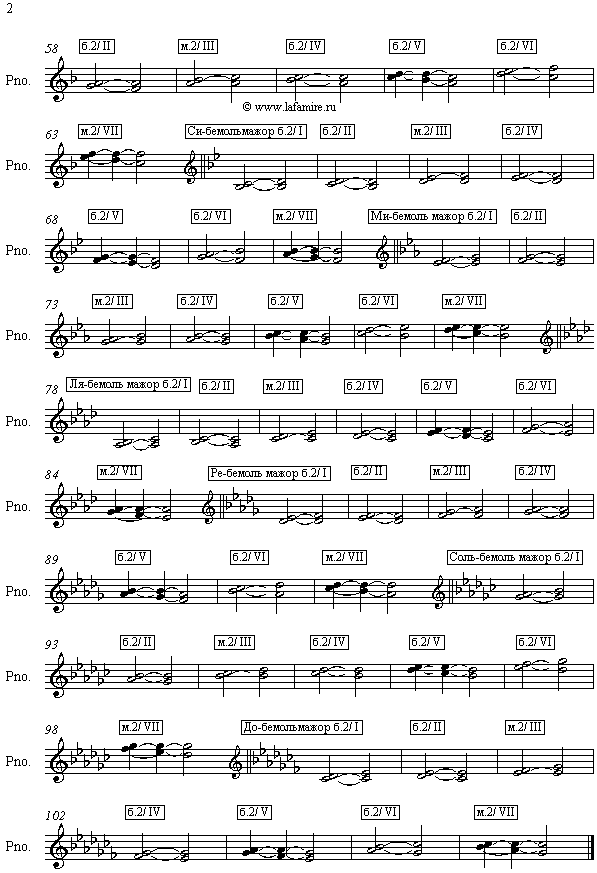 2
58 б.2/ II м.2/ III б.2/ IV б.2/ V б.2/ VI
Pno.
© www.lafamire.ru
63 м.2/ VII Си-бемольмажор б.2/ I б.2/ II м.2/ III б.2/ IV
Pno.
68 б.2/ V б.2/ VI м.2/ VII Ми-бемоль мажор б.2/ I б.2/ II
Pno.
73 м.2/ III б.2/ IV б.2/ V б.2/ VI м.2/ VII
Pno.
78 Ля-бемоль мажор б.2/ I б.2/ II м.2/ III б.2/ IV б.2/ V б.2/ VI
Pno.
84 м.2/ VII Ре-бемоль мажор б.2/ I б.2/ II м.2/ III б.2/ IV
Pno.
89 б.2/ V б.2/ VI м.2/ VII Соль-бемоль мажор б.2/ I
Pno.
93 б.2/ II м.2/ III б.2/ IV б.2/ V б.2/ VI
Pno.
98 м.2/ VII До-бемольмажор б.2/ I б.2/ II м.2/ III
Pno.
102 б.2/ IV б.2/ V б.2/ VI м.2/ VII
Pno.